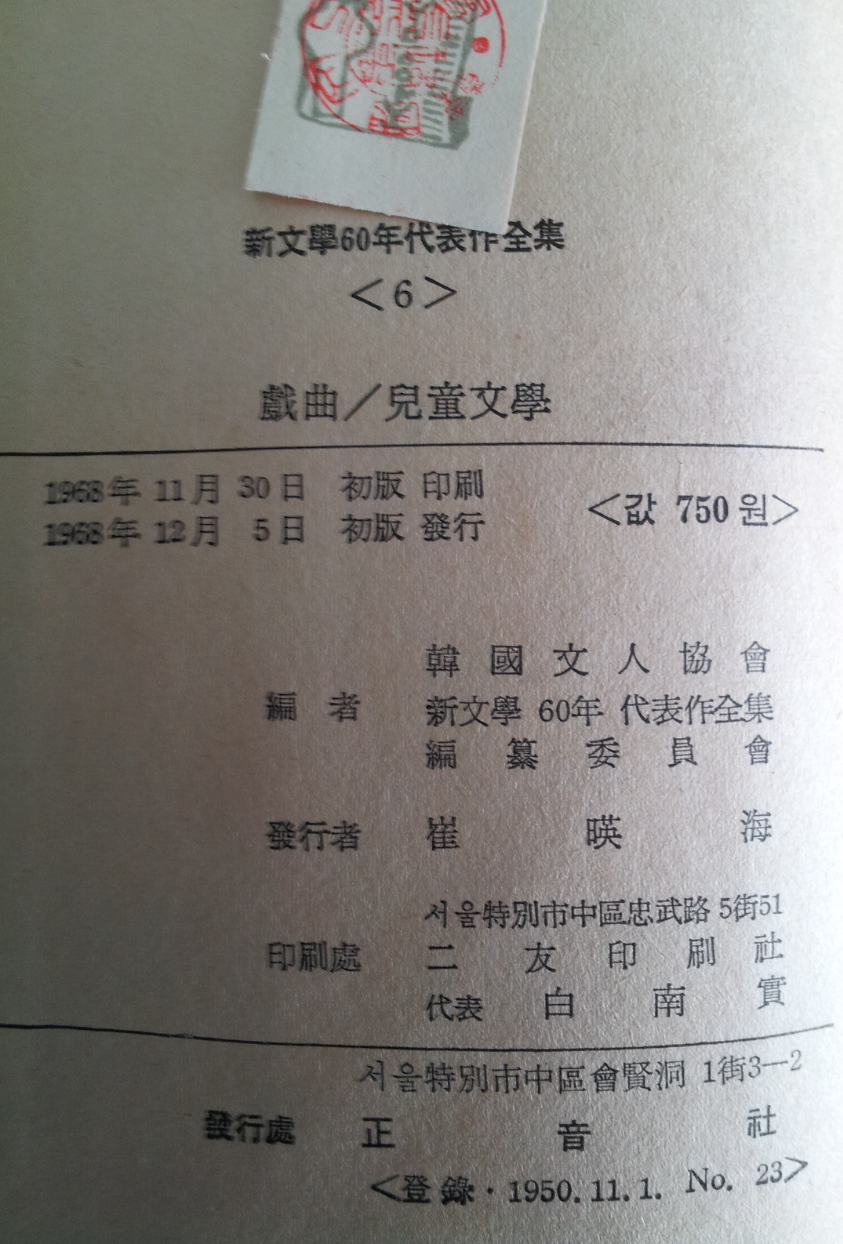 新文學60年代表作全集
<6>
戲曲／兒童文學
1968年 11月 30日 初版 印刷
1968年 12月 5日 初版 發行
<값 750원>
韓國文人協會
編者 新文學 60年 代表作全集
編纂委員會
發行者 崔暎海
서울特別市中區忠武路 5街51
印刷處 二友印刷社
代表 白南實
서울特別市中區會賢洞 1街3—2
發行處 正音社
<登錄·1950.11.1. No. 23>